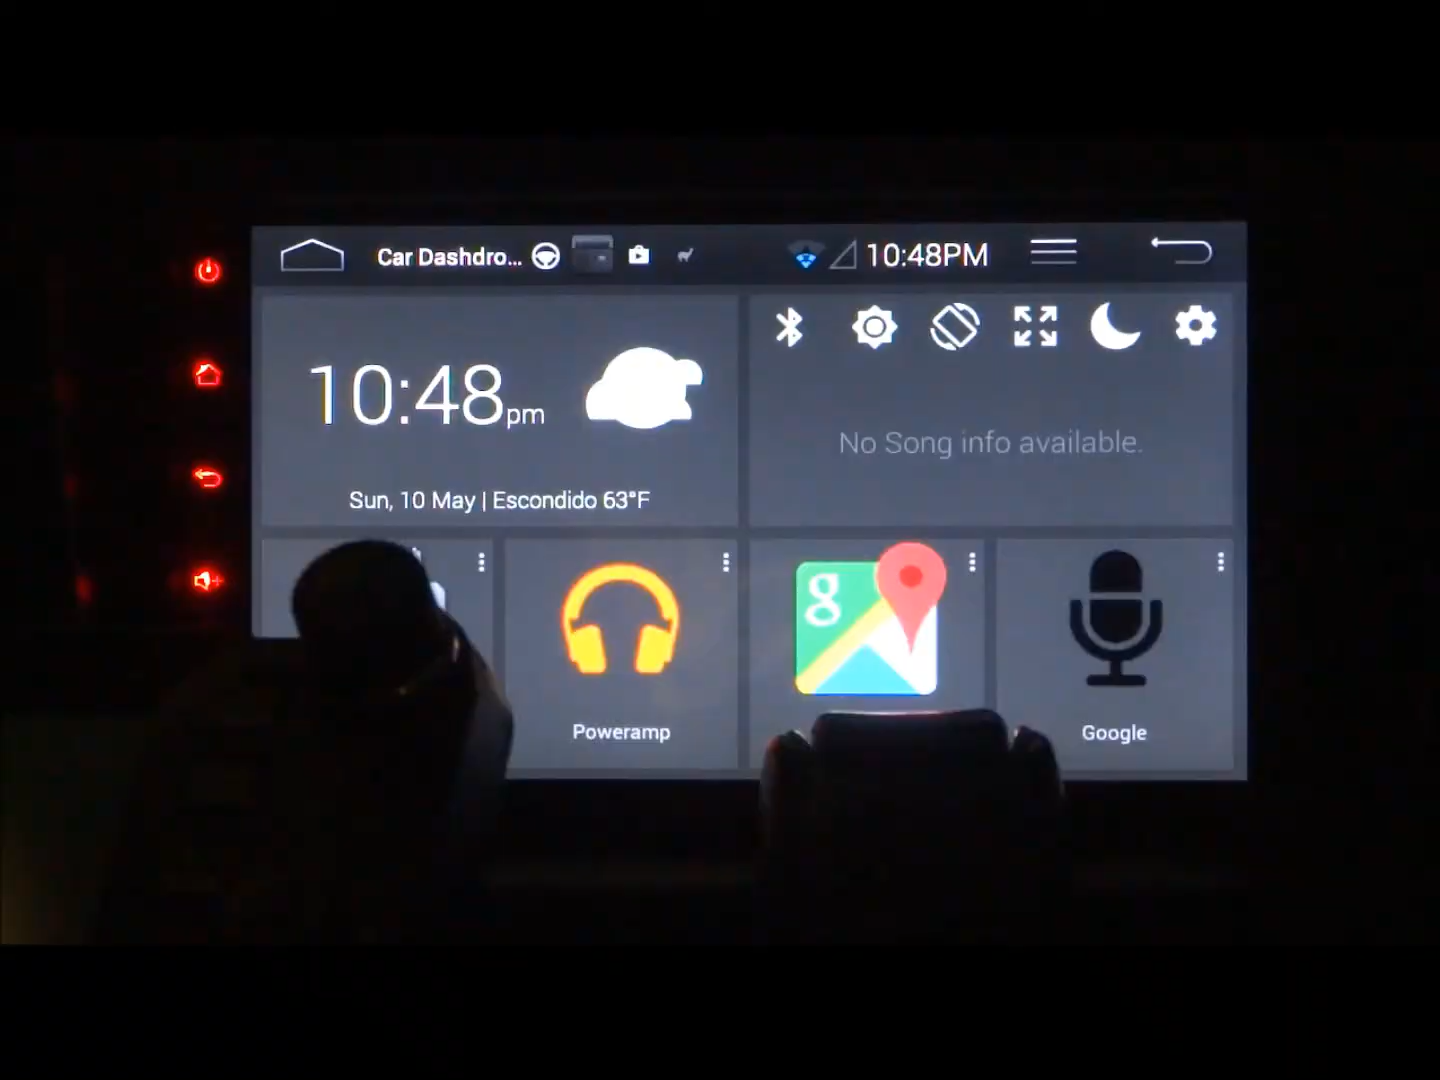 Car Dashdro... 10:48PM
10:48pm
Sun, 10 May | Escondido 63°F
No Song info available.
g
Poweramp
Google